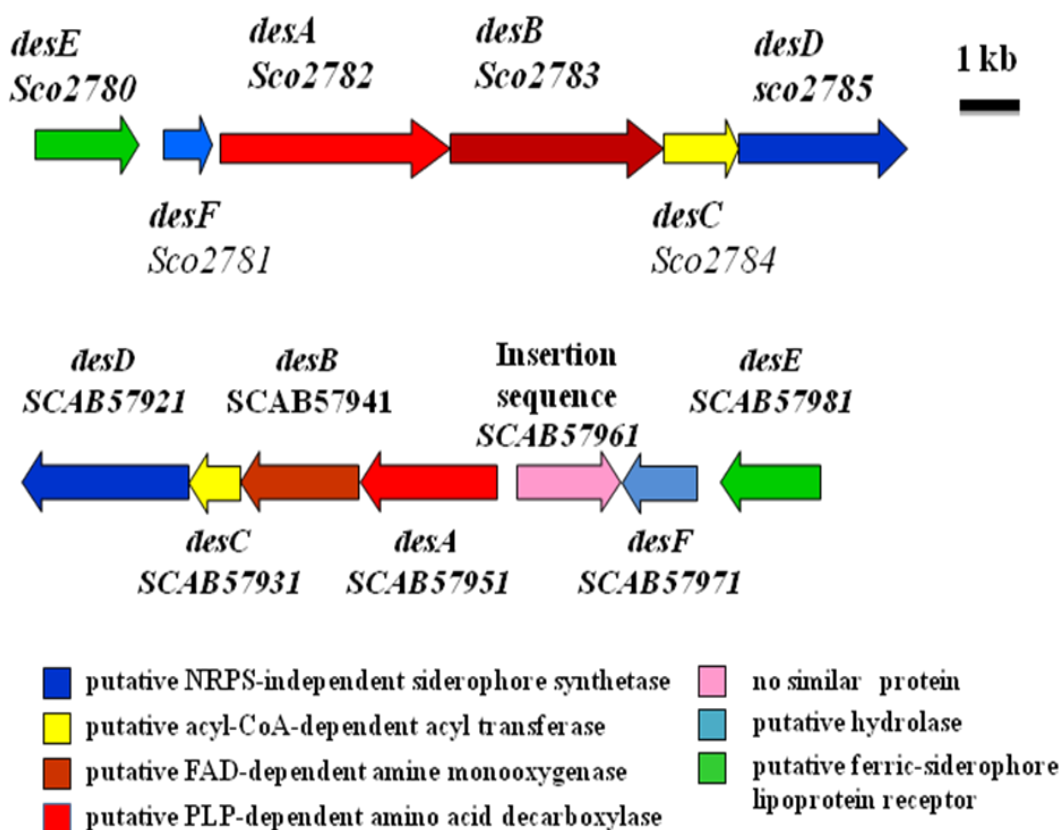 desE
Sco2780
desA
Sco2782
desB
Sco2783
desD
sco2785
1 kb
desF
Sco2781
desC
Sco2784
desD
SCAB57921
desB
SCAB57941
Insertion
sequence
SCAB57961
desE
SCAB57981
desC
SCAB57931
desA
SCAB57951
desF
SCAB57971
putative NRPS-independent siderophore synthetase
putative acyl-CoA-dependent acyl transferase
putative FAD-dependent amine monooxygenase
putative PLP-dependent amino acid decarboxylase
no similar protein
putative hydrolase
putative ferric-siderophore
lipoprotein receptor